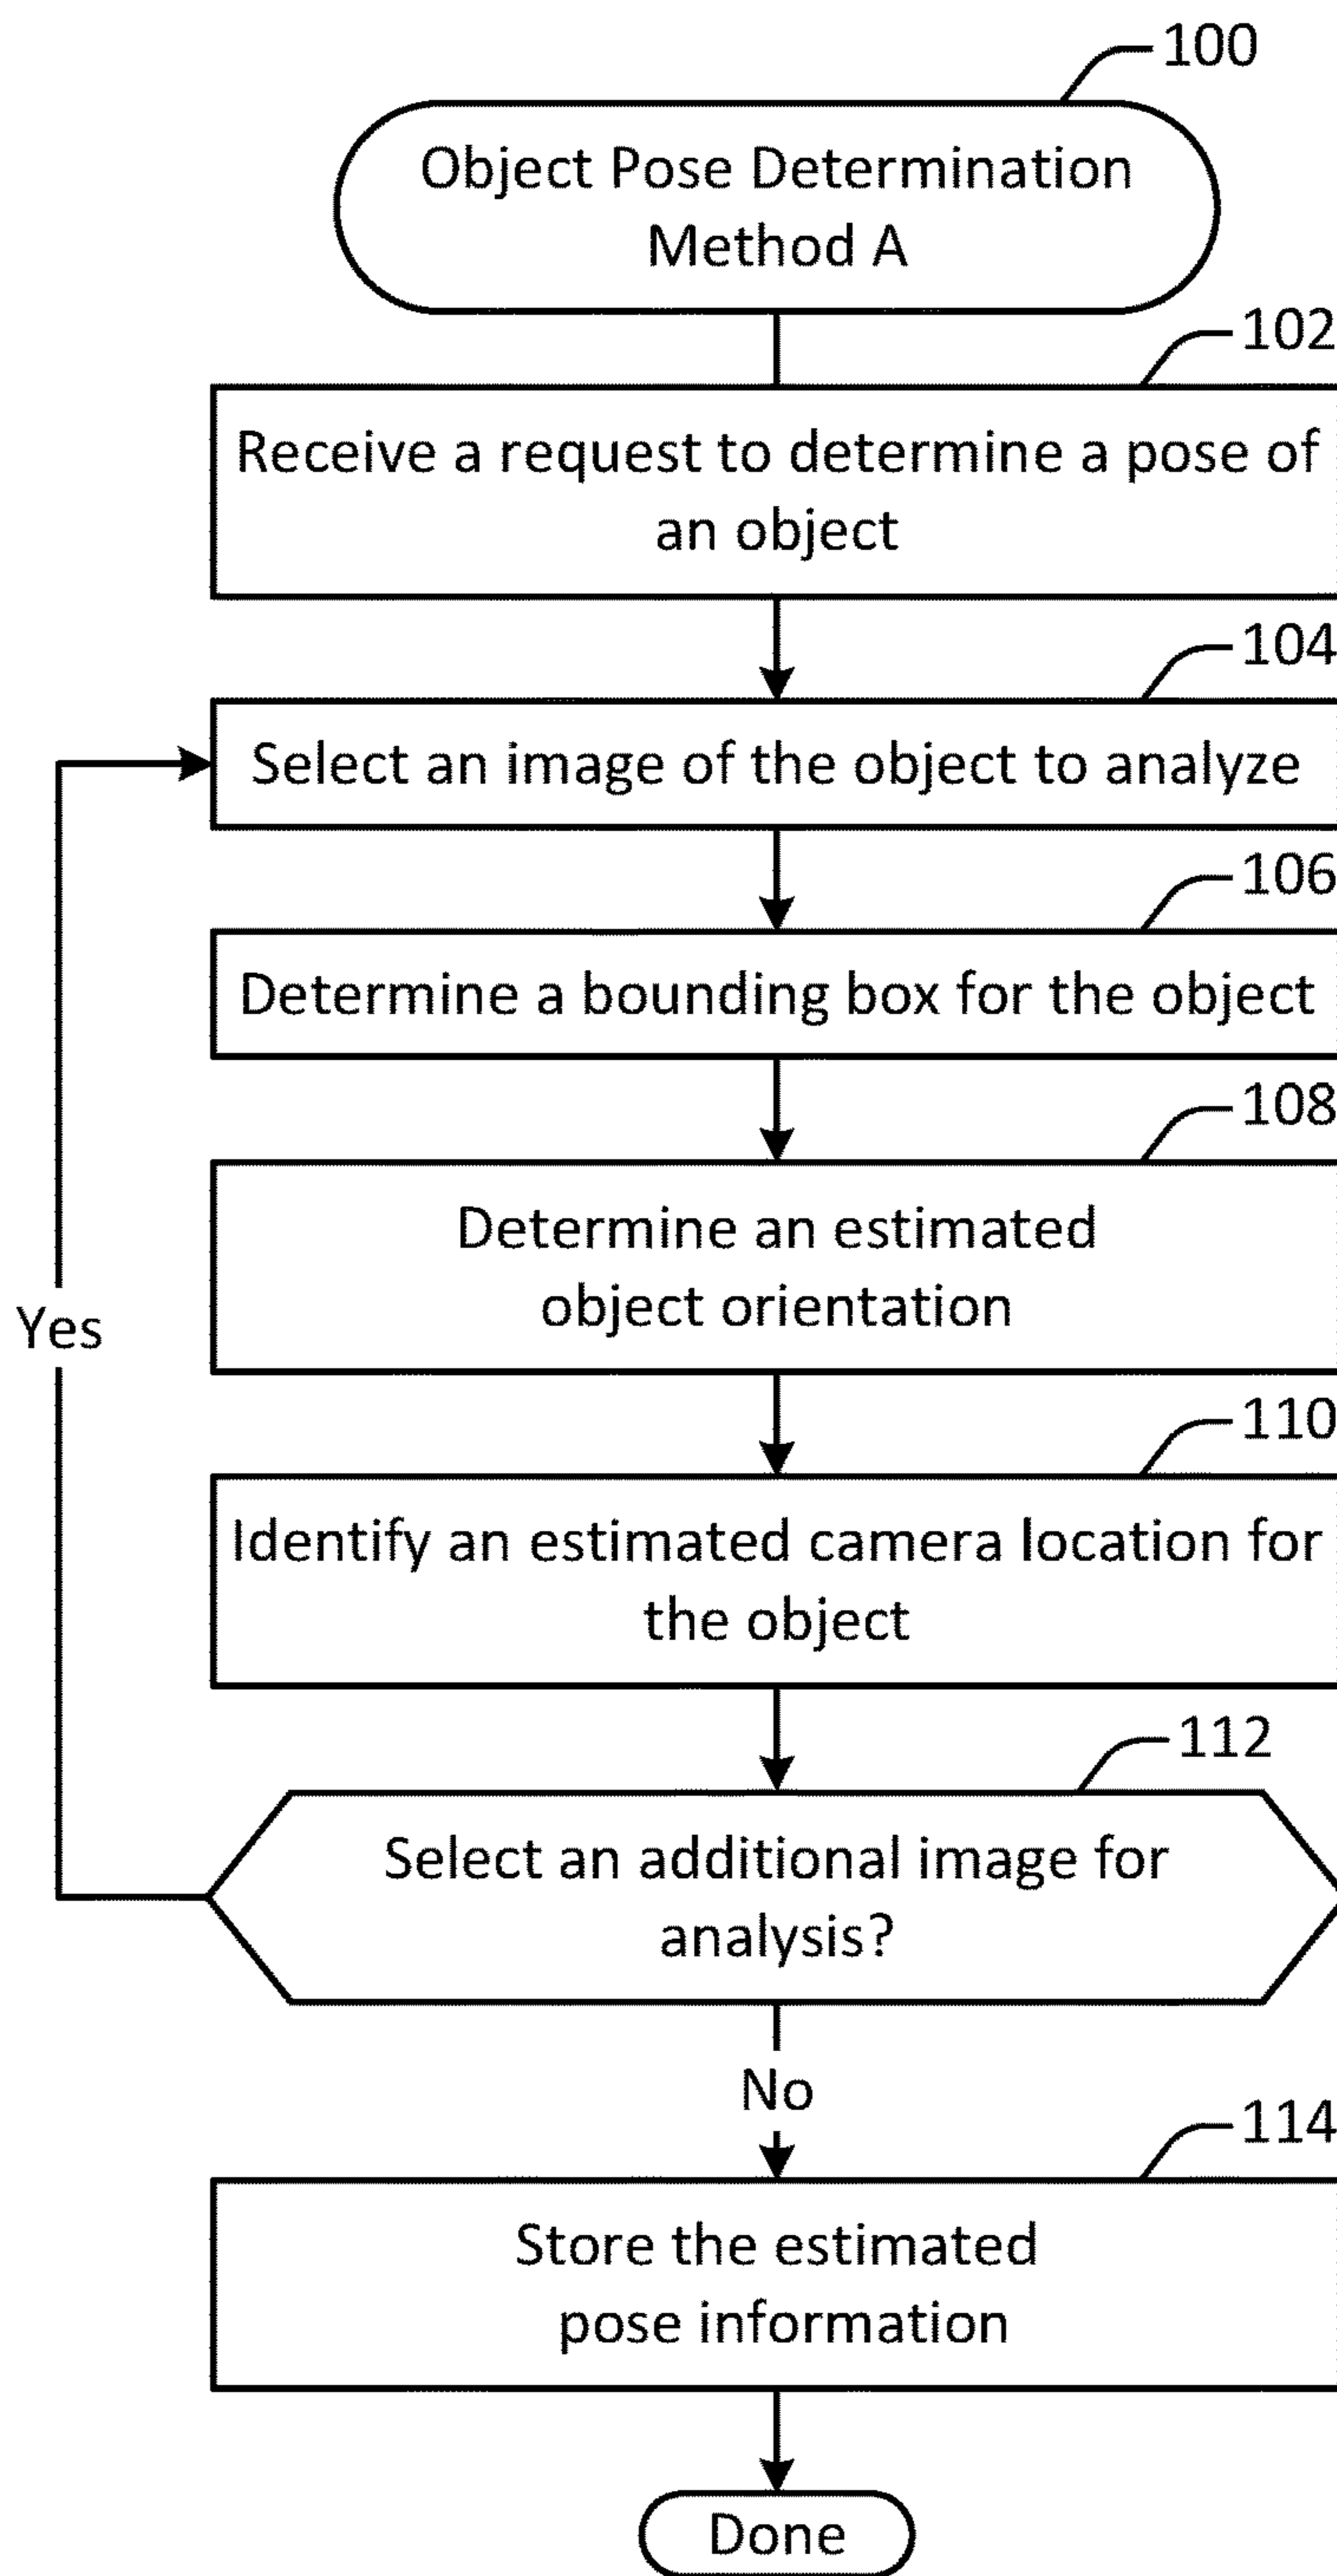 100
Object Pose Determination
Method A
102
Receive a request to determine a pose of
an object
104
Select an image of the object to analyze
106
Determine a bounding box for the object
108
Determine an estimated
object orientation
Yes
110
Identify an estimated camera location for
the object
112
Select an additional image for
analysis?
No
114
Store the estimated
pose information
Done